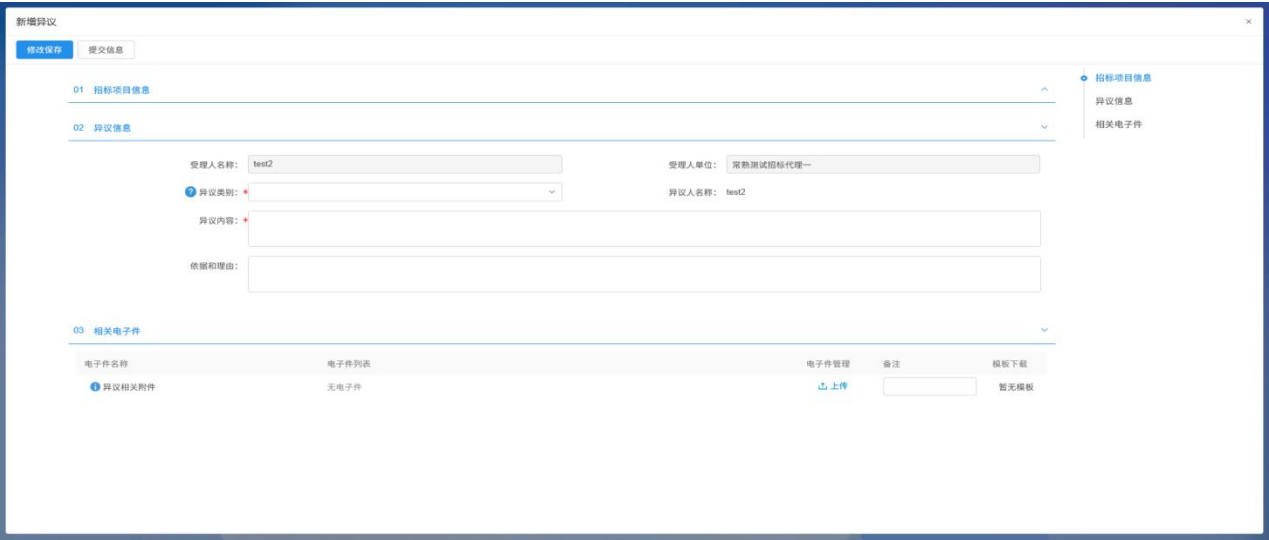 新增异议 ×
修改保存 提交信息
01 招标项目信息
招标项目信息
异议信息
相关电子件
02 异议信息
受理人名称： test2 受理人单位： 常熟测试招标代理一
? 异议类别：* 异议人名称： test2
异议内容：*
依据和理由：
03 相关电子件
电子件名称 电子件列表 电子件管理 备注 模板下载
异议相关附件 无电子件 上传 暂无模板